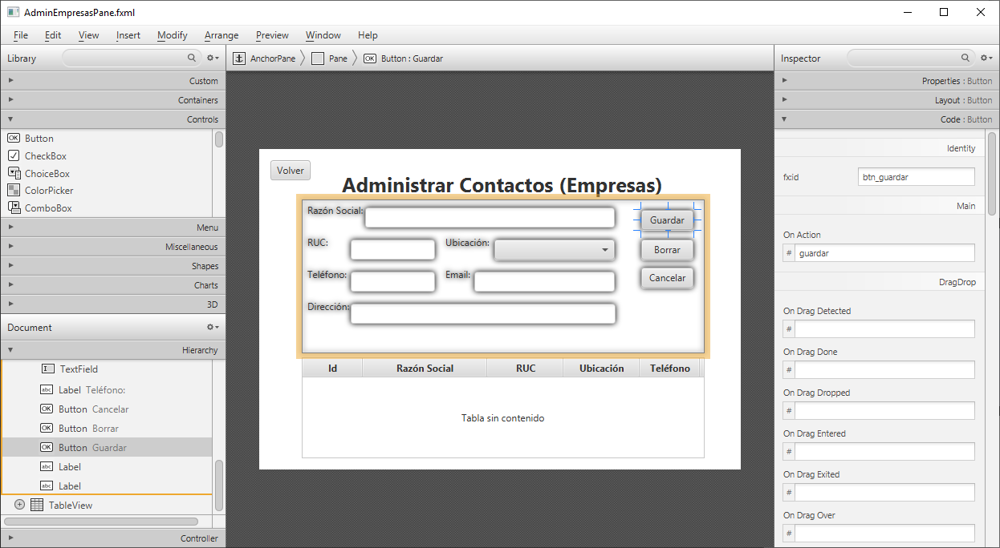 AdminEmpresasPane.fxml
File Edit View Insert Modify Arrange Preview Window Help
Library
AnchorPane Pane OK Button : Guardar
Inspector
Custom
Containers
Controls
OK Button
CheckBox
ChoiceBox
ColorPicker
ComboBox
Menu
Miscellaneous
Shapes
Charts
3D
Document
Hierarchy
TextField
abc Label Teléfono:
OK Button Cancelar
OK Button Borrar
OK Button Guardar
abc Label
abc Label
TableView
Controller
Volver
Administrar Contactos (Empresas)
Razón Social:
Guardar
RUC:
Ubicación:
Borrar
Teléfono:
Email:
Cancelar
Dirección:
Id Razón Social RUC Ubicación Teléfono
Tabla sin contenido
Properties : Button
Layout : Button
Code : Button
Identity
fx:id
btn_guardar
Main
On Action
# guardar
DragDrop
On Drag Detected
#
On Drag Done
#
On Drag Dropped
#
On Drag Entered
#
On Drag Exited
#
On Drag Over
#